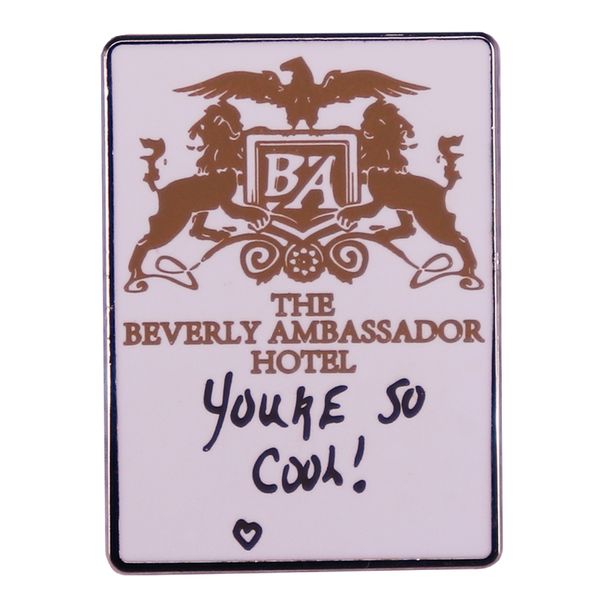 BA
THE
BEVERLY AMBASSADOR
HOTEL
YOURE SO
COOL!